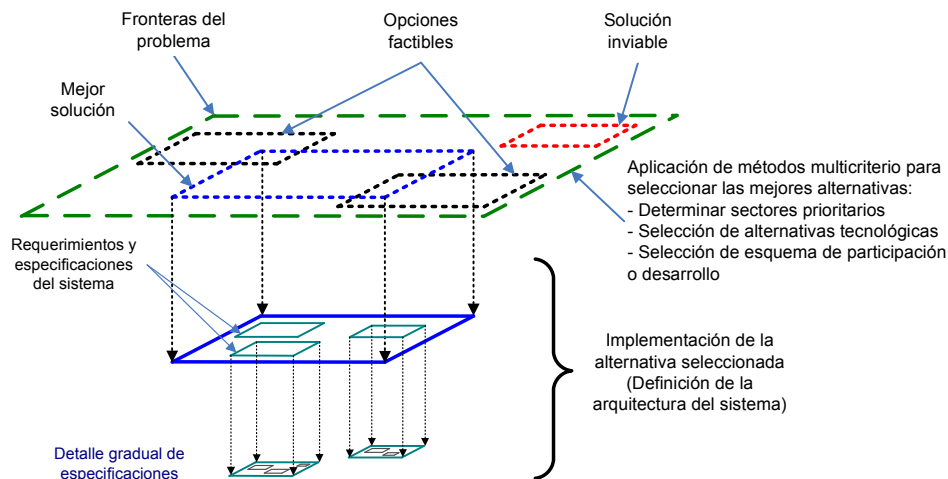 Fronteras del
problema
Opciones
factibles
Solución
inviable
Mejor
solución
Aplicación de métodos multicriterio para
seleccionar las mejores alternativas:
- Determinar sectores prioritarios
- Selección de alternativas tecnológicas
- Selección de esquema de participación
o desarrollo
Requerimientos y
especificaciones
del sistema
Implementación de la
alternativa seleccionada
(Definición de la
arquitectura del sistema)
Detalle gradual de
especificaciones